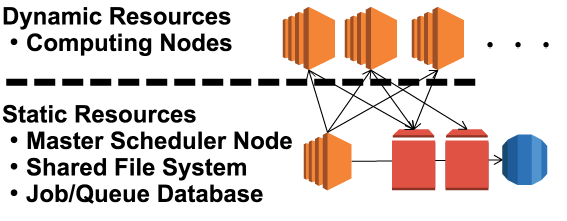 Dynamic Resources
• Computing Nodes
. . .
Static Resources
• Master Scheduler Node
• Shared File System
• Job/Queue Database